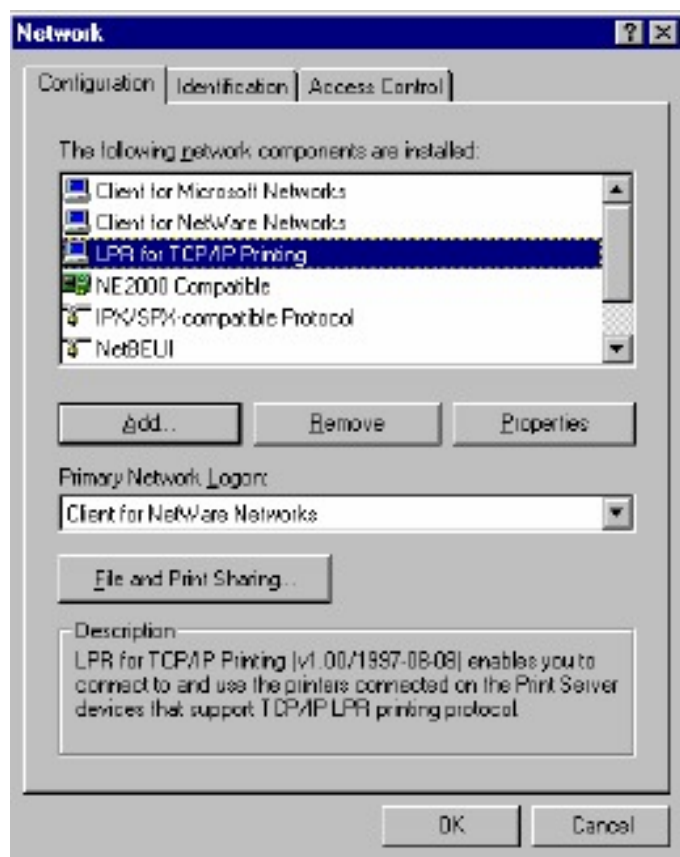 Network
Configuration Identification Access Control
The following network components are installed:
Client for Microsoft Networks
Client for NetWare Networks
LPR for TCP/IP Printing
NE2000 Compatible
IPX/SPX-compatible Protocol
NetBEUI
Add... Remove Properties
Primary Network Logon:
Client for NetWare Networks
File and Print Sharing...
Description
LPR for TCP/IP Printing (v1.00/1997-08-08) enables you to
connect to and use the printers connected on the Print Server
devices that support TCP/IP LPR printing protocol.
OK Cancel